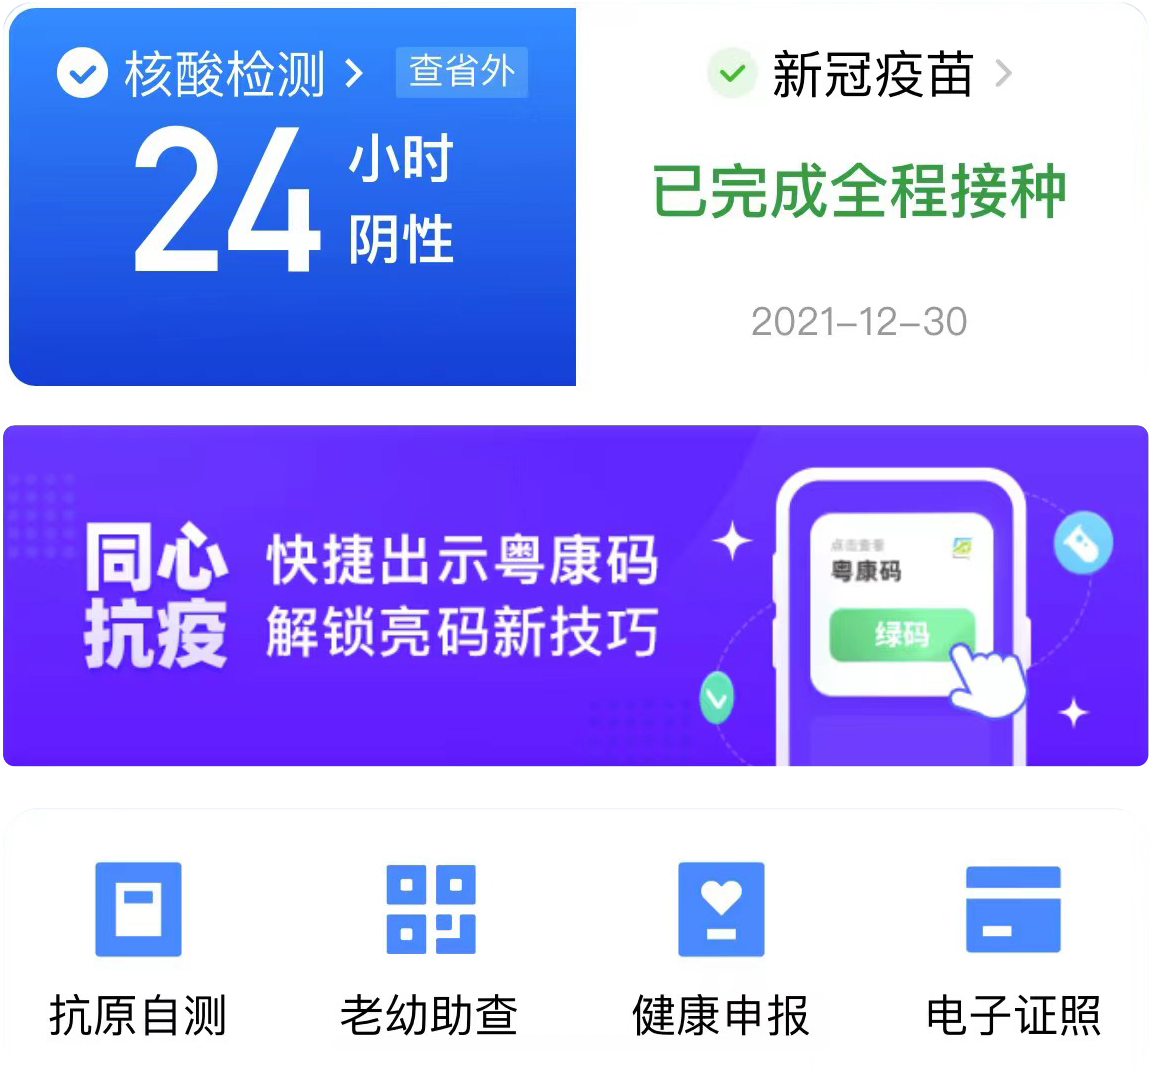 核酸检测
查省外
24
小时
阴性
新冠疫苗
已完成全程接种
2021-12-30
同心
抗疫
快捷出示粤康码
解锁亮码新技巧
点击查看
粤康码
绿码
抗原自测
老幼助查
健康申报
电子证照